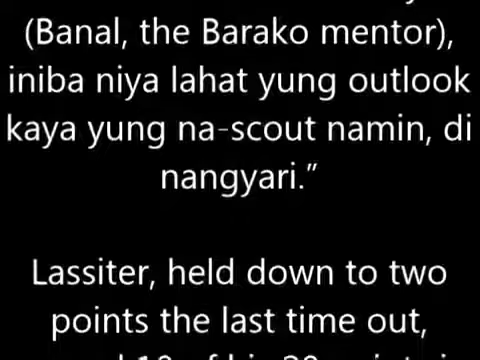 (Banal, the Barako mentor),
iniba niya lahat yung outlook
kaya yung na-scout namin, di
nangyari.”
Lassiter, held down to two
points the last time out,